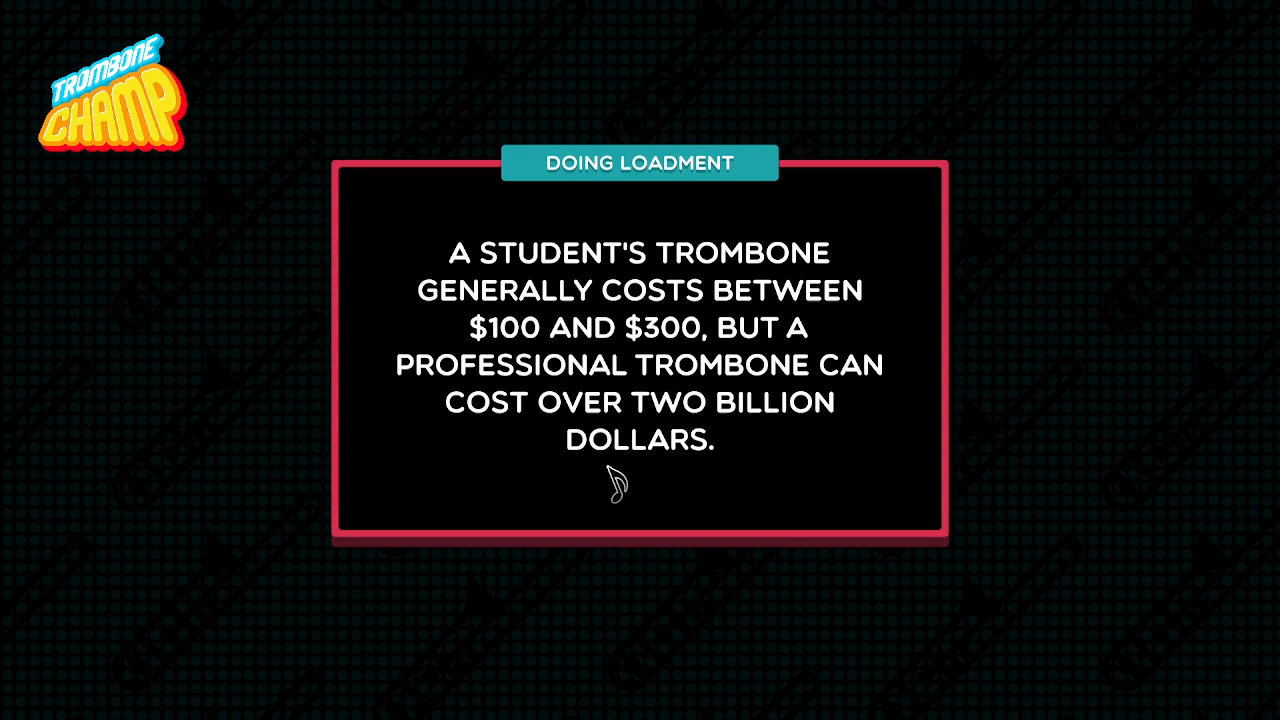 TROMBONE
CHAMP
DOING LOADMENT
A STUDENT'S TROMBONE
GENERALLY COSTS BETWEEN
$100 AND $300, BUT A
PROFESSIONAL TROMBONE CAN
COST OVER TWO BILLION
DOLLARS.